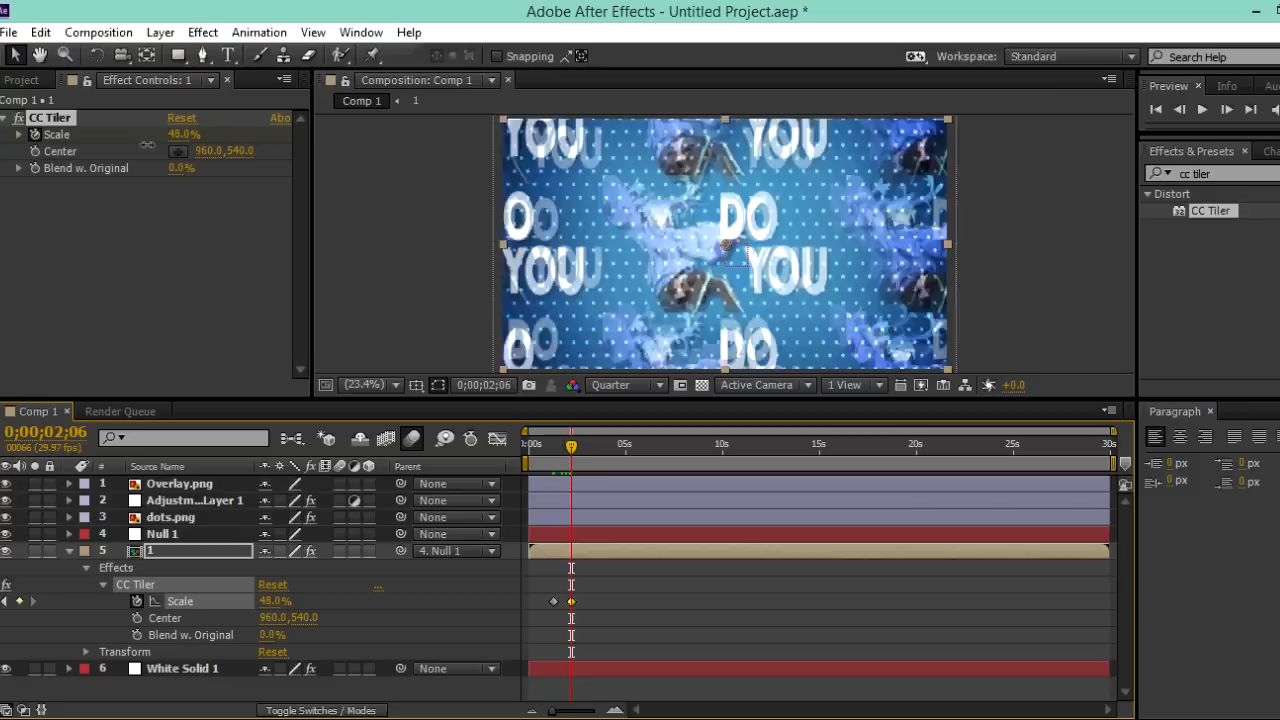 Ae
Adobe After Effects - Untitled Project.aep *
File Edit Composition Layer Effect Animation View Window Help
Snapping
Workspace: Standard
Search Help
Project
Effect Controls: 1
Composition: Comp 1
Preview Info
Comp 1 • 1
Comp 1 1
fx CC Tiler Reset
Scale 48.0%
Center 960.0,540.0
Blend w. Original 0.0%
Effects & Presets
cc tiler
Distort
CC Tiler
YOU YOU
O DO
YOU YOU
O DO
(23.4%) 0;00;02;06 Quarter Active Camera 1 View +0.0
Comp 1 Render Queue
Paragraph
0;00;02;06
00066 (29.97 fps)
:00s 05s 10s 15s 20s 25s 30s
# Source Name fx Parent
0 px 0 px
0 px 0 px
1 Overlay.png None
2 Adjustm...Layer 1 fx None
3 dots.png fx None
4 Null 1 None
5 1 fx 4. Null 1
Effects
fx CC Tiler Reset ...
Scale 48.0%
Center 960.0,540.0
Blend w. Original 0.0%
Transform Reset
6 White Solid 1 None
Toggle Switches / Modes